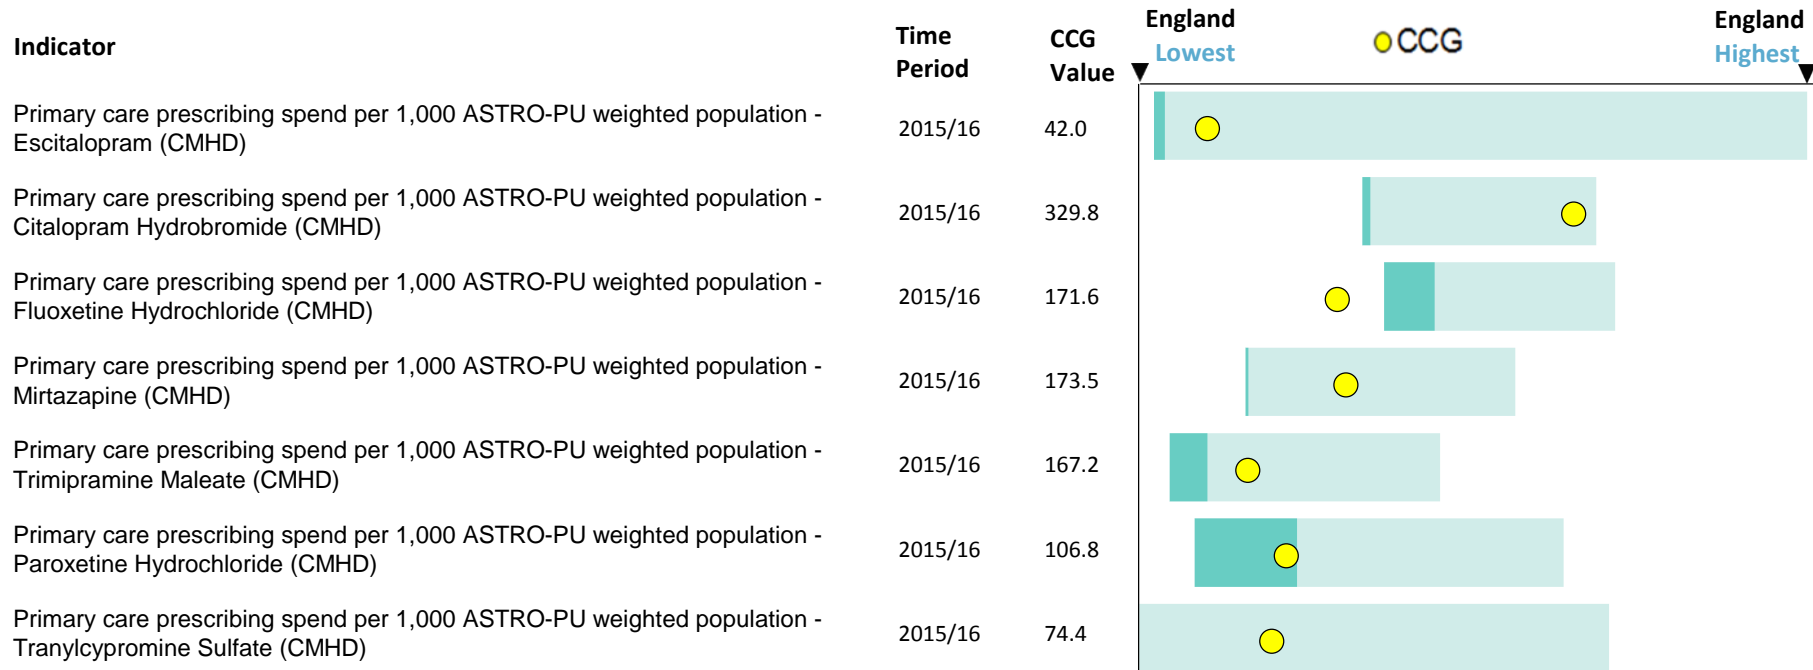 Indicator
Time
Period
CCG
Value
England
Lowest
CCG
England
Highest
Primary care prescribing spend per 1,000 ASTRO-PU weighted population -
Escitalopram (CMHD)
2015/16
42.0
Primary care prescribing spend per 1,000 ASTRO-PU weighted population -
Citalopram Hydrobromide (CMHD)
2015/16
329.8
Primary care prescribing spend per 1,000 ASTRO-PU weighted population -
Fluoxetine Hydrochloride (CMHD)
2015/16
171.6
Primary care prescribing spend per 1,000 ASTRO-PU weighted population -
Mirtazapine (CMHD)
2015/16
173.5
Primary care prescribing spend per 1,000 ASTRO-PU weighted population -
Trimipramine Maleate (CMHD)
2015/16
167.2
Primary care prescribing spend per 1,000 ASTRO-PU weighted population -
Paroxetine Hydrochloride (CMHD)
2015/16
106.8
Primary care prescribing spend per 1,000 ASTRO-PU weighted population -
Tranylcypromine Sulfate (CMHD)
2015/16
74.4